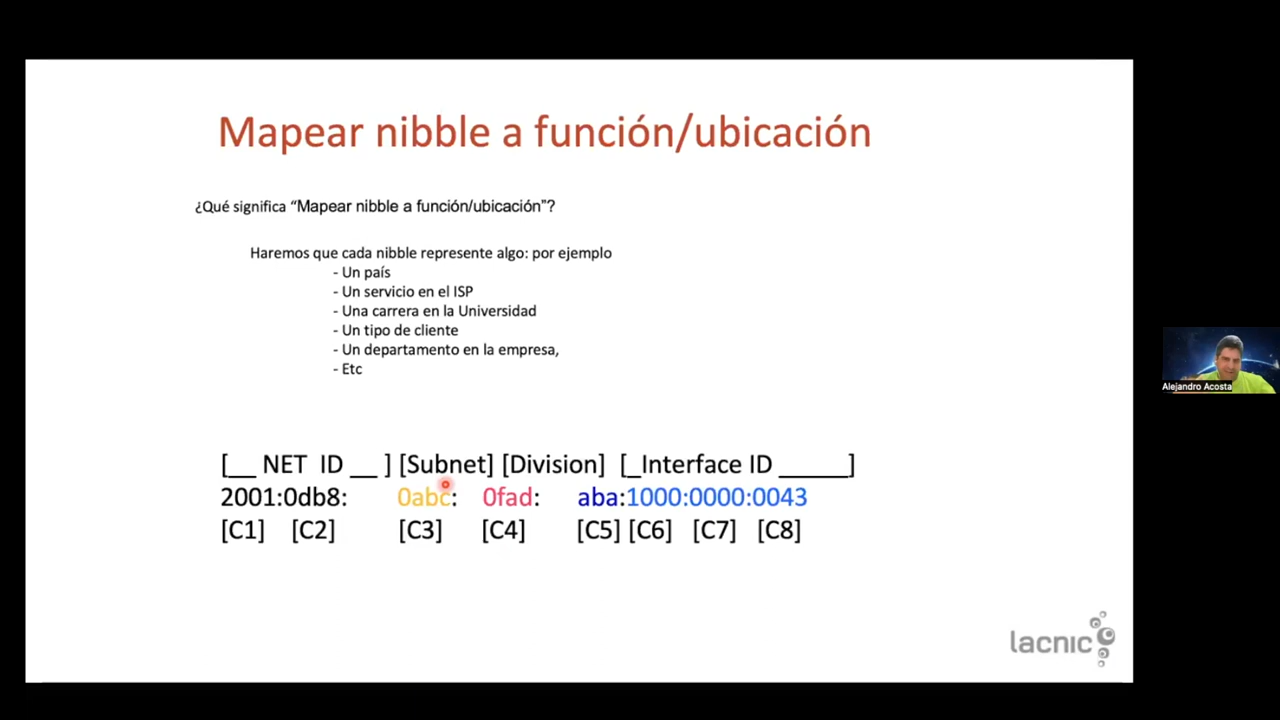 Mapear nibble a función/ubicación
¿Qué significa “Mapear nibble a función/ubicación”?
Haremos que cada nibble represente algo: por ejemplo
- Un país
- Un servicio en el ISP
- Una carrera en la Universidad
- Un tipo de cliente
- Un departamento en la empresa,
- Etc
[__ NET ID __ ] [Subnet] [Division] [_Interface ID _____]
2001:0db8: 0abc: 0fad: aba:1000:0000:0043
[C1] [C2] [C3] [C4] [C5] [C6] [C7] [C8]
Alejandro Acosta
lacnic